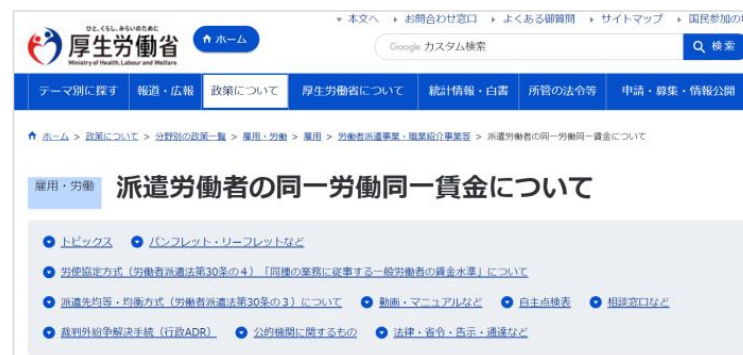 本文へ お問合わせ窓口 よくある御質問 サイトマップ 国民参加の
ひと、くらし、みらいのために
厚生労働省
Ministry of Health, Labour and Welfare
ホーム
Google カスタム検索
検索
テーマ別に探す 報道・広報 政策について 厚生労働省について 統計情報・白書 所管の法令等 申請・募集・情報公開
ホーム > 政策について > 分野別の政策一覧 > 雇用・労働 > 雇用 > 労働者派遣事業・職業紹介事業等 > 派遣労働者の同一労働同一賃金について
雇用・労働 派遣労働者の同一労働同一賃金について
トピックス パンフレット・リーフレットなど
労使協定方式（労働者派遣法第30条の4）「同種の業務に従事する一般労働者の賃金水準」について
派遣先均等・均衡方式（労働者派遣法第30条の3）について 動画・マニュアルなど 自主点検表 相談窓口など
裁判外紛争解決手続（行政ADR） 公的機関に関するもの 法律・省令・告示・通達など